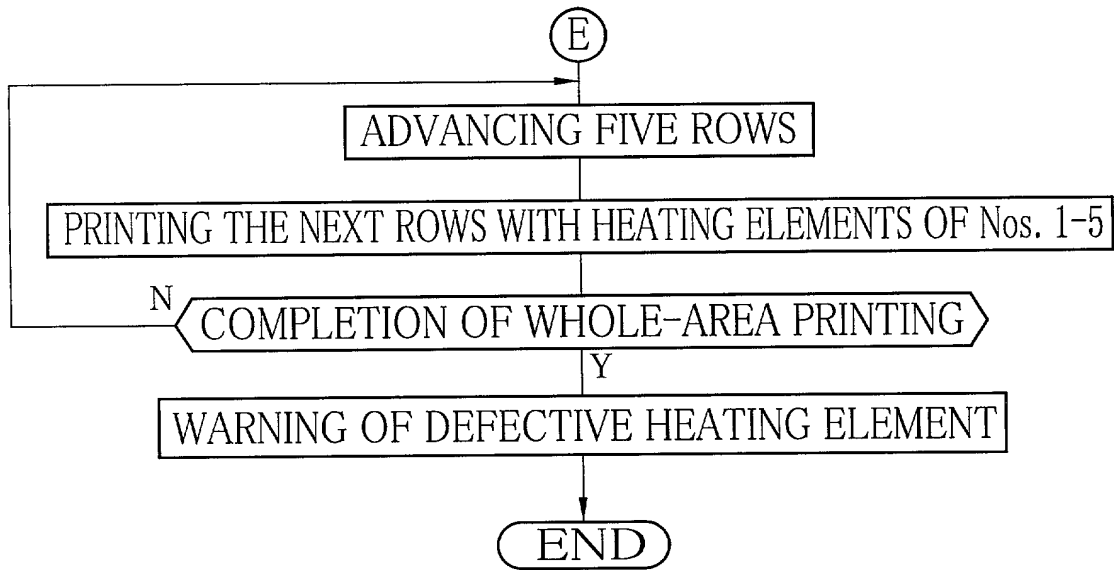 E
ADVANCING FIVE ROWS
PRINTING THE NEXT ROWS WITH HEATING ELEMENTS OF Nos. 1-5
N
COMPLETION OF WHOLE-AREA PRINTING
Y
WARNING OF DEFECTIVE HEATING ELEMENT
END